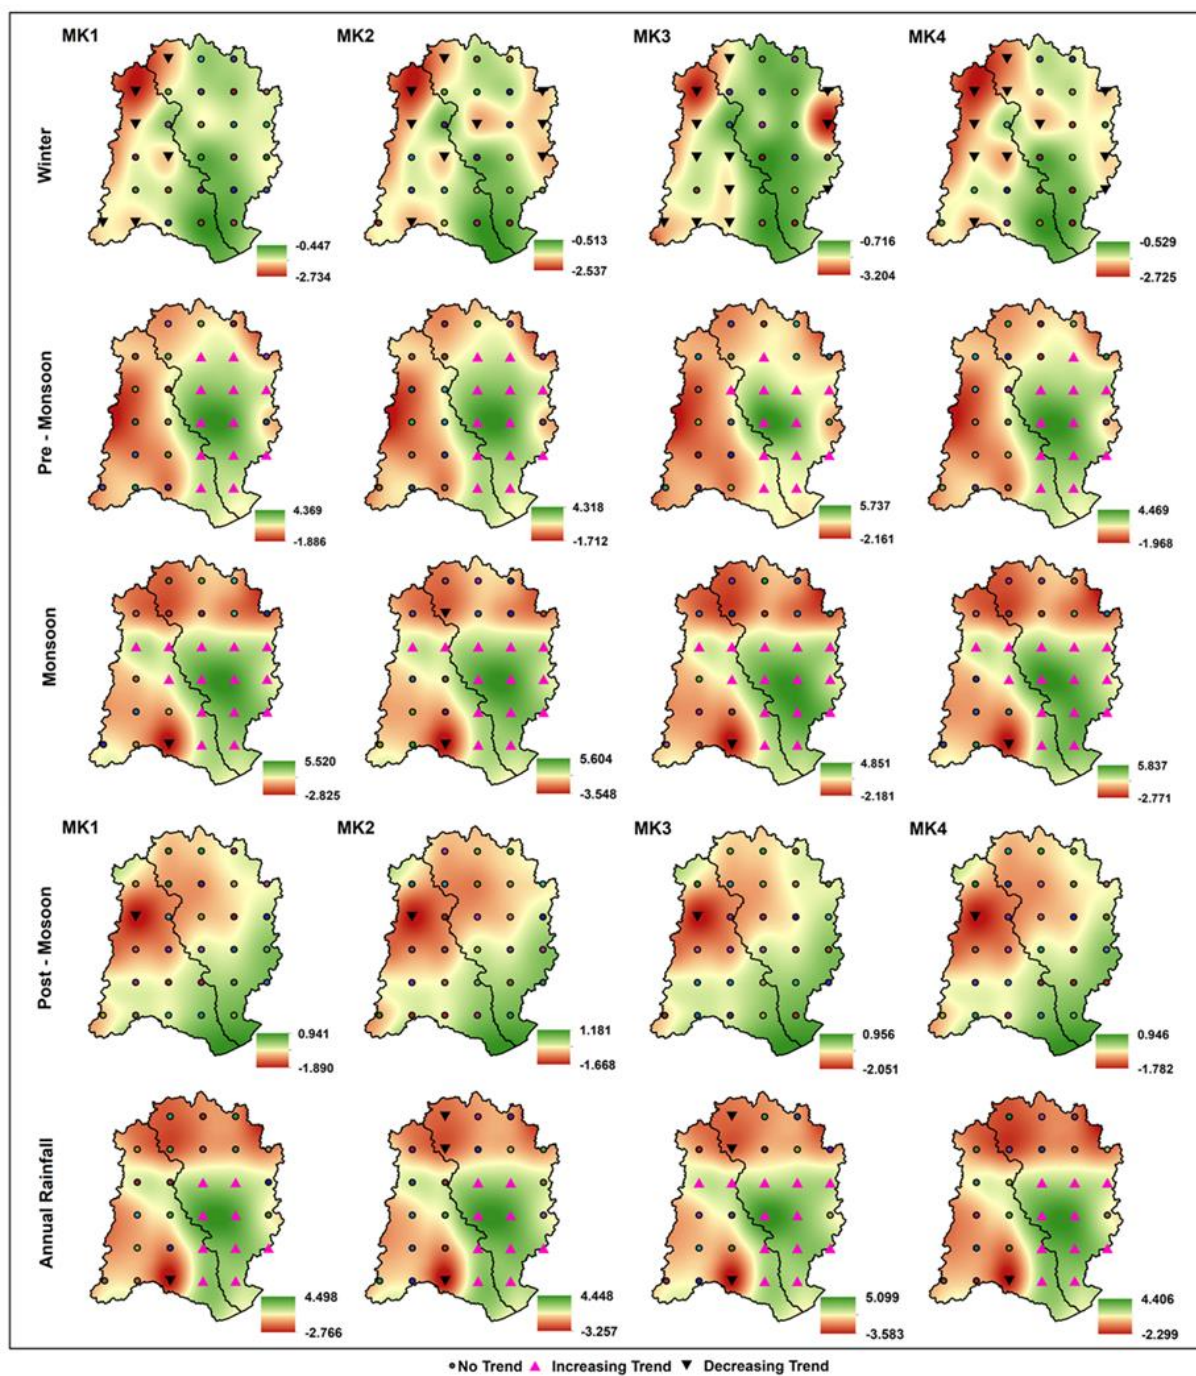 MK1 MK2 MK3 MK4
Winter
-0.447 -0.513 -0.716 -0.529
-2.734 -2.537 -3.204 -2.725
Pre - Monsoon
4.369 4.318 5.737 4.469
-1.886 -1.712 -2.161 -1.968
Monsoon
5.520 5.604 4.851 5.837
-2.825 -3.548 -2.181 -2.771
MK1 MK2 MK3 MK4
Post - Mosoon
0.941 1.181 0.956 0.946
-1.890 -1.668 -2.051 -1.782
Annual Rainfall
4.498 4.448 5.099 4.406
-2.766 -3.257 -3.583 -2.299
No Trend Increasing Trend Decreasing Trend